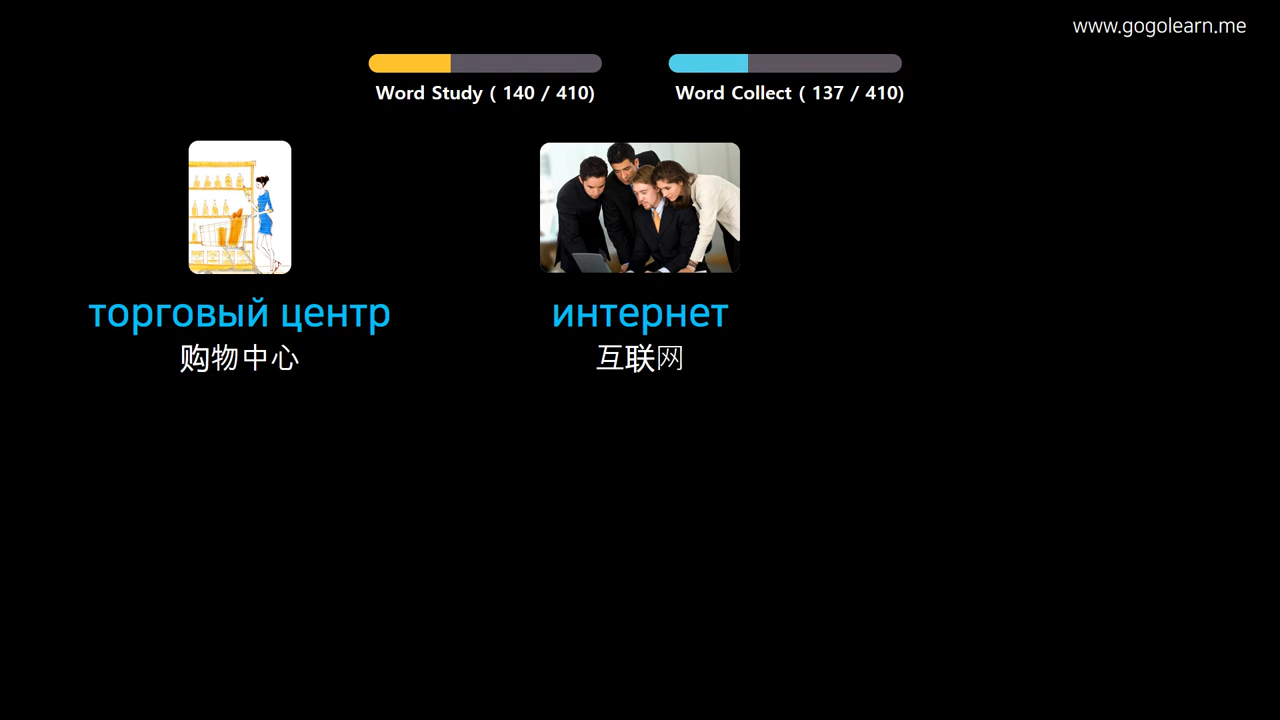 www.gogolearn.me
Word Study ( 140 / 410)
Word Collect ( 137 / 410)
торговый центр
购物中心
интернет
互联网